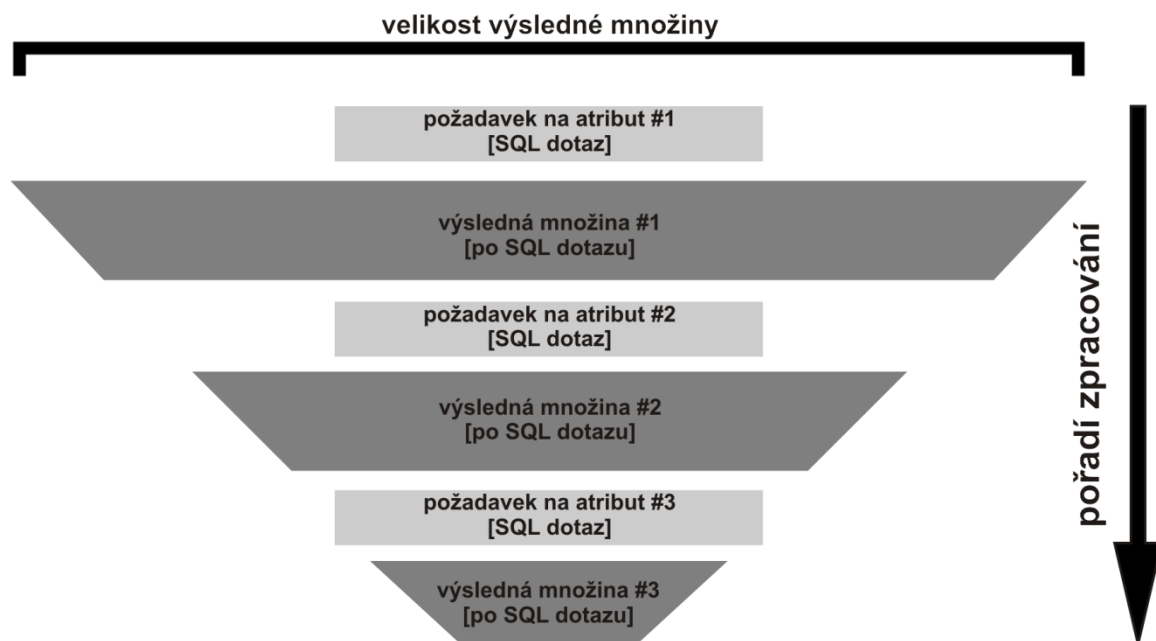 velikost výsledné množiny
požadavek na atribut #1
[SQL dotaz]
výsledná množina #1
[po SQL dotazu]
požadavek na atribut #2
[SQL dotaz]
výsledná množina #2
[po SQL dotazu]
požadavek na atribut #3
[SQL dotaz]
výsledná množina #3
[po SQL dotazu]
pořadí zpracování